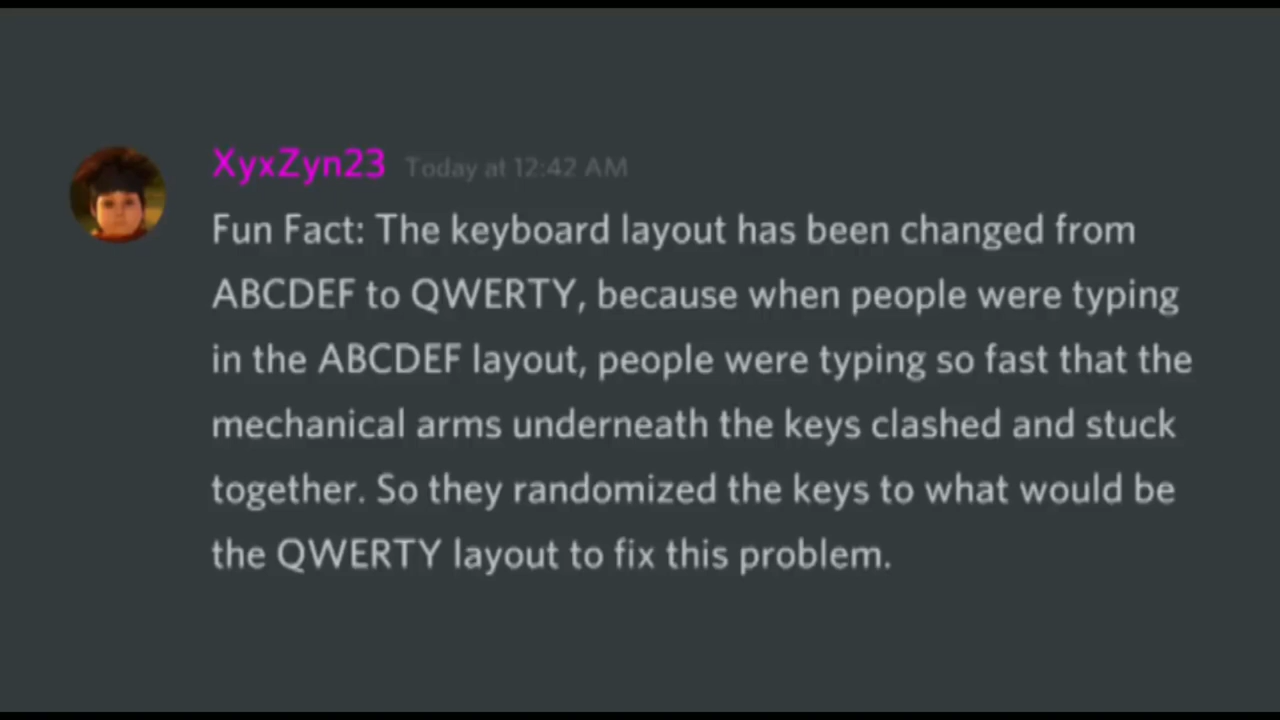 XyxZyn23 Today at 12:42 AM
Fun Fact: The keyboard layout has been changed from
ABCDEF to QWERTY, because when people were typing
in the ABCDEF layout, people were typing so fast that the
mechanical arms underneath the keys clashed and stuck
together. So they randomized the keys to what would be
the QWERTY layout to fix this problem.